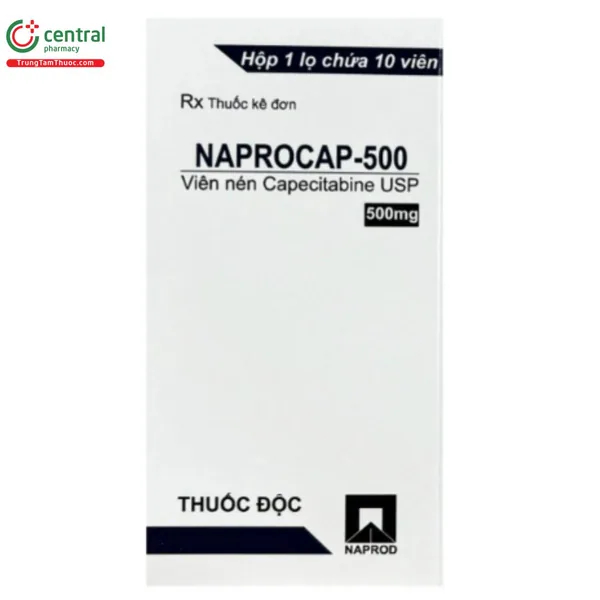 central
pharmacy
TrungTamThuoc.com
Hộp 1 lọ chứa 10 viên
Rx Thuốc kê đơn
NAPROCAP-500
Viên nén Capecitabine USP
500mg
THUỐC ĐỘC
NAPROD